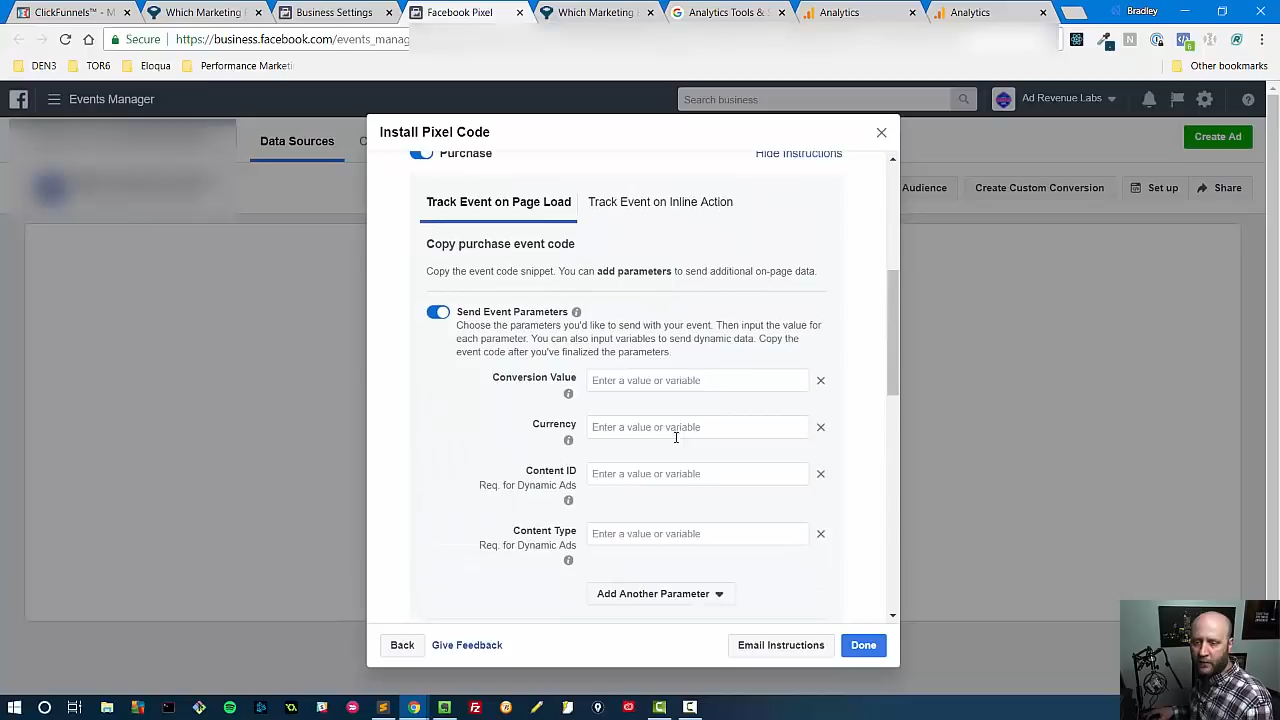 ClickFunnels™ - M
Which Marketing
Business Settings
Facebook Pixel
Which Marketing A
Analytics Tools & S
Analytics
Analytics
Bradley
Secure
https://business.facebook.com/events_manag
DEN3
TOR6
Eloqua
Performance Market
Other bookmarks
Events Manager
Search business
Ad Revenue Labs
Data Sources
Create Ad
Audience
Create Custom Conversion
Set up
Share
Install Pixel Code
Purchase
Hide Instructions
Track Event on Page Load
Track Event on Inline Action
Copy purchase event code
Copy the event code snippet. You can add parameters to send additional on-page data.
Send Event Parameters
Choose the parameters you'd like to send with your event. Then input the value for
each parameter. You can also input variables to send dynamic data. Copy the
event code after you've finalized the parameters.
Conversion Value
Enter a value or variable
Currency
Enter a value or variable
Content ID
Req. for Dynamic Ads
Enter a value or variable
Content Type
Req. for Dynamic Ads
Enter a value or variable
Add Another Parameter
Back
Give Feedback
Email Instructions
Done